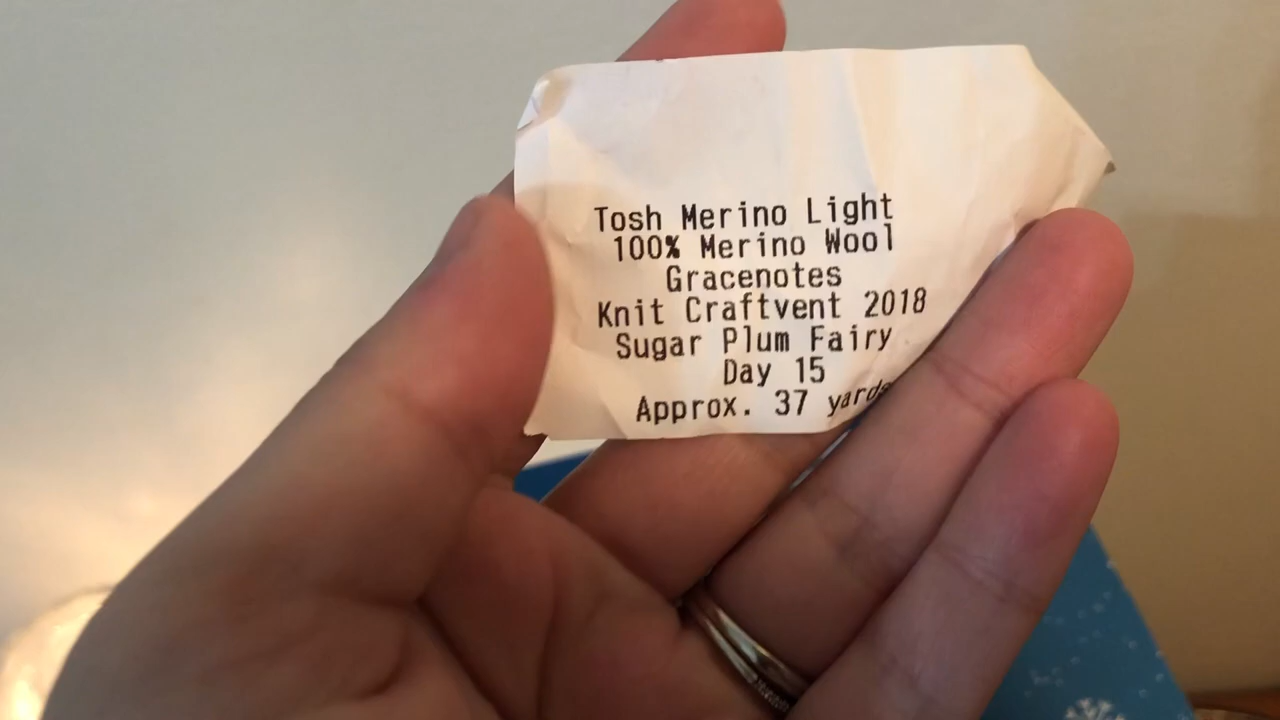 Tosh Merino Light
100% Merino Wool
Gracenotes
Knit Craftvent 2018
Sugar Plum Fairy
Day 15
Approx. 37 yards